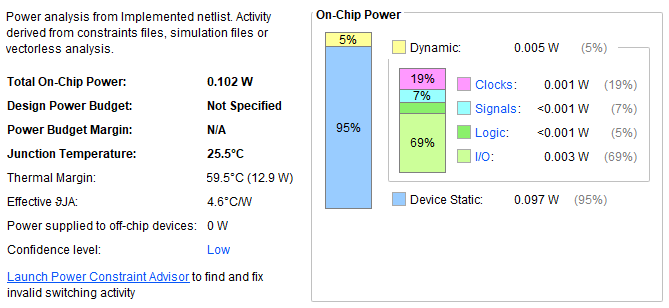 Power analysis from Implemented netlist. Activity
derived from constraints files, simulation files or
vectorless analysis.
Total On-Chip Power: 0.102 W
Design Power Budget: Not Specified
Power Budget Margin: N/A
Junction Temperature: 25.5°C
Thermal Margin: 59.5°C (12.9 W)
Effective ϑJA: 4.6°C/W
Power supplied to off-chip devices: 0 W
Confidence level: Low
Launch Power Constraint Advisor to find and fix
invalid switching activity
On-Chip Power
5%
95%
Dynamic: 0.005 W (5%)
19%
7%
69%
Clocks: 0.001 W (19%)
Signals: <0.001 W (7%)
Logic: <0.001 W (5%)
I/O: 0.003 W (69%)
Device Static: 0.097 W (95%)